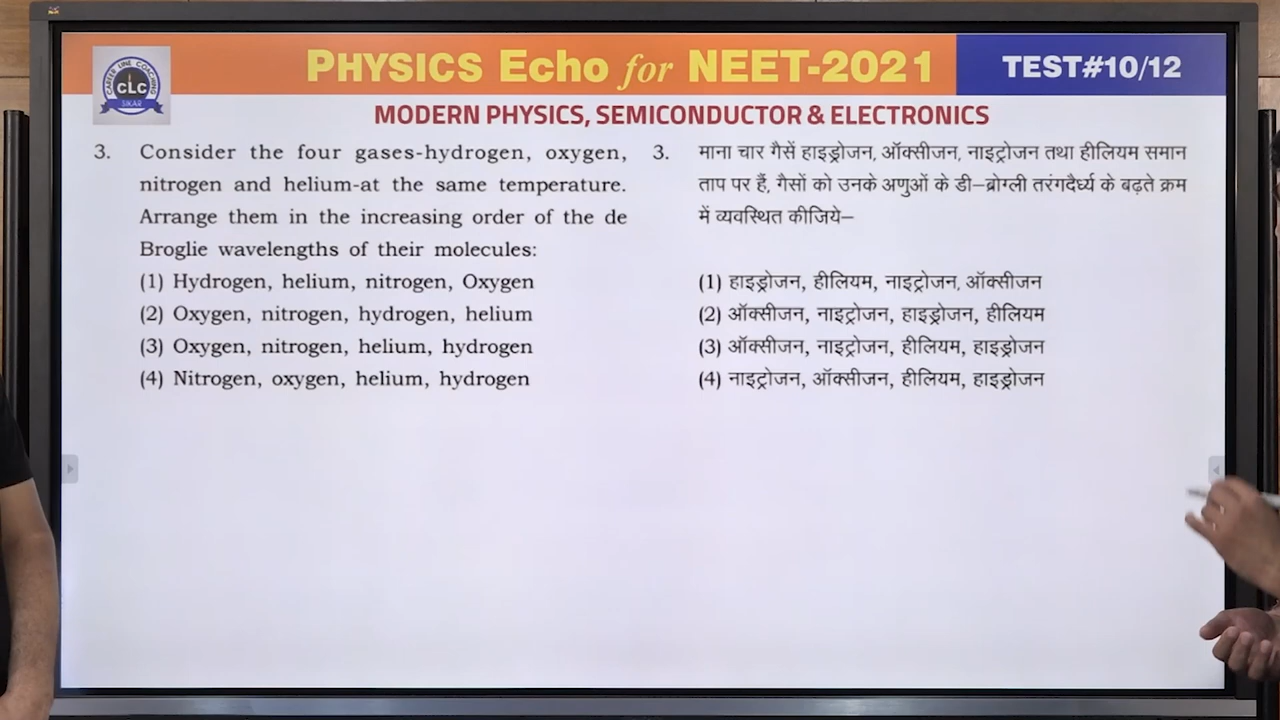 PHYSICS Echo for NEET-2021
TEST#10/12
CAREER LINE COACHING
CLC
SIKAR
MODERN PHYSICS, SEMICONDUCTOR & ELECTRONICS
3. Consider the four gases-hydrogen, oxygen,
nitrogen and helium-at the same temperature.
Arrange them in the increasing order of the de
Broglie wavelengths of their molecules:
(1) Hydrogen, helium, nitrogen, Oxygen
(2) Oxygen, nitrogen, hydrogen, helium
(3) Oxygen, nitrogen, helium, hydrogen
(4) Nitrogen, oxygen, helium, hydrogen
3. माना चार गैसें हाइड्रोजन, ऑक्सीजन, नाइट्रोजन तथा हीलियम समान
ताप पर हैं, गैसों को उनके अणुओं के डी–ब्रोग्ली तरंगदैर्ध्य के बढ़ते क्रम
में व्यवस्थित कीजिये–
(1) हाइड्रोजन, हीलियम, नाइट्रोजन, ऑक्सीजन
(2) ऑक्सीजन, नाइट्रोजन, हाइड्रोजन, हीलियम
(3) ऑक्सीजन, नाइट्रोजन, हीलियम, हाइड्रोजन
(4) नाइट्रोजन, ऑक्सीजन, हीलियम, हाइड्रोजन